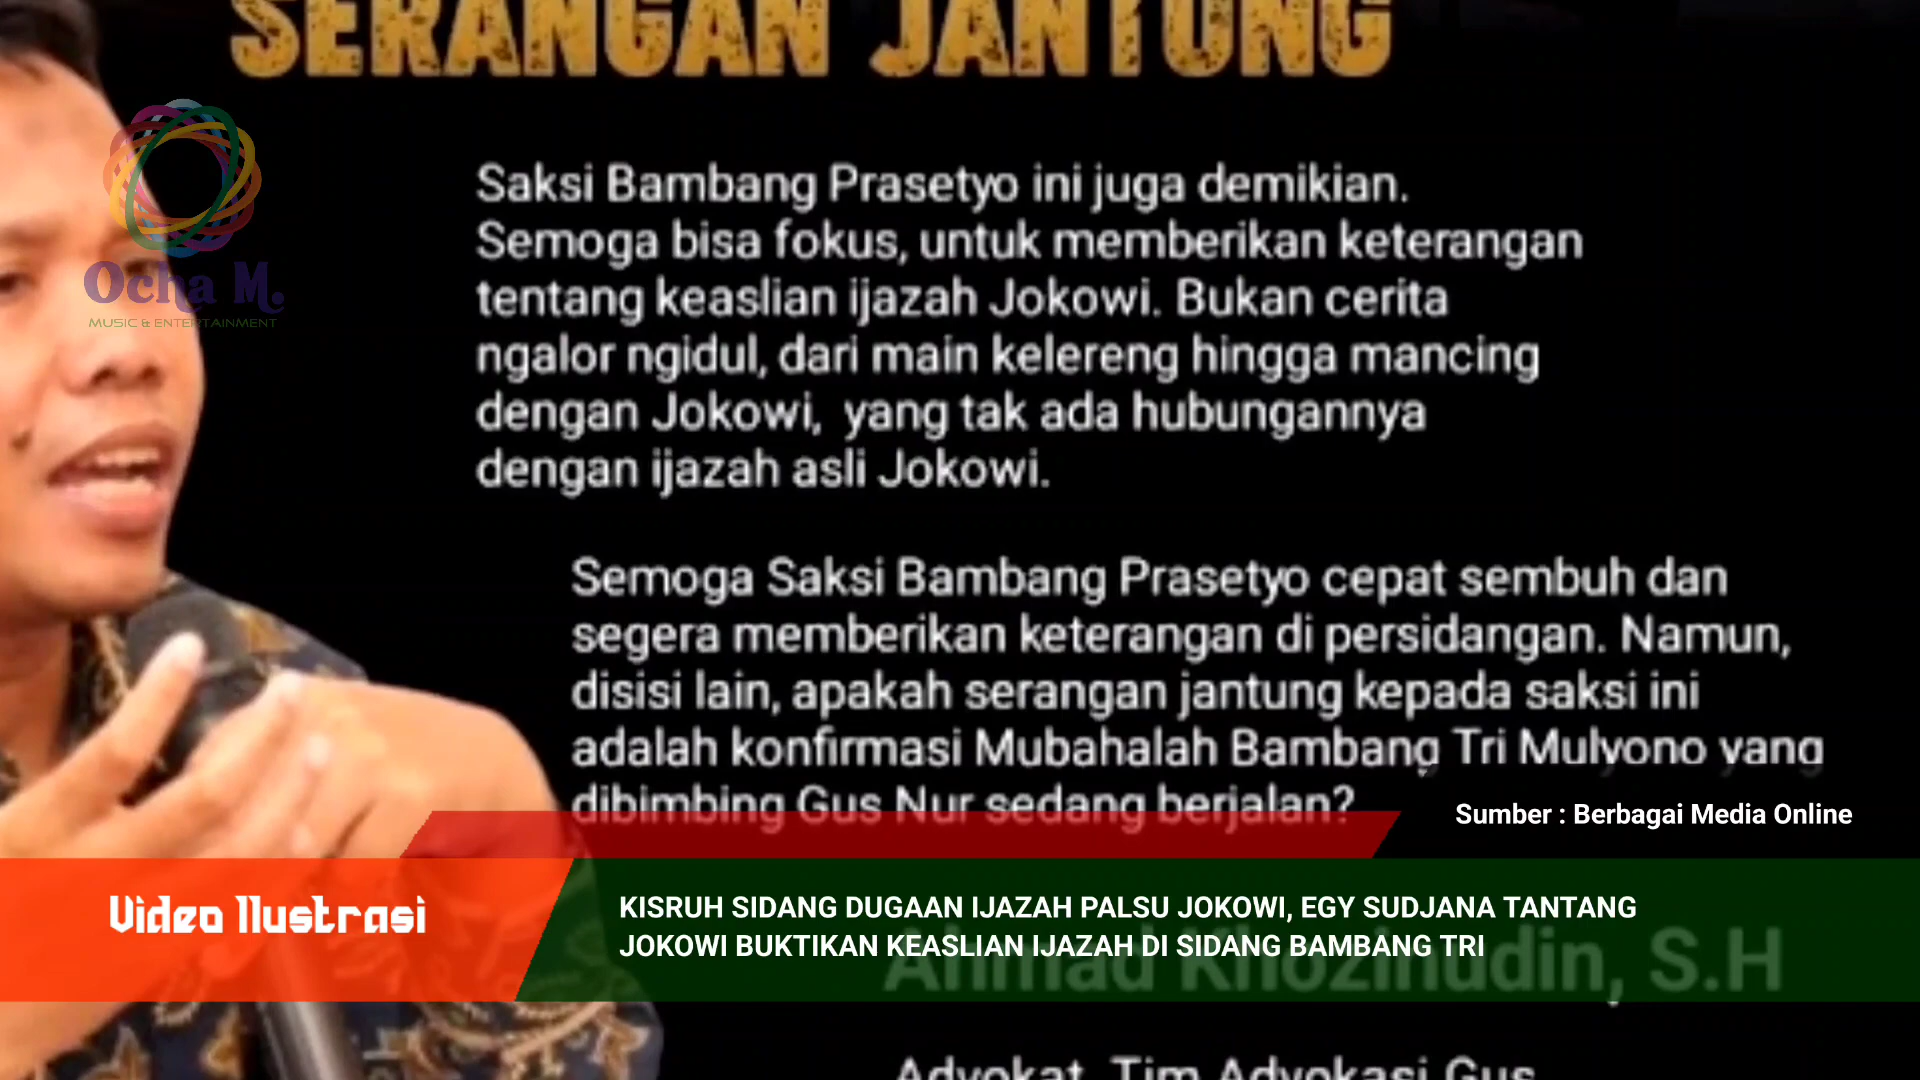 SERANGAN JANTUNG
Ocha M.
MUSIC & ENTERTAINMENT
Saksi Bambang Prasetyo ini juga demikian.
Semoga bisa fokus, untuk memberikan keterangan
tentang keaslian ijazah Jokowi. Bukan cerita
ngalor ngidul, dari main kelereng hingga mancing
dengan Jokowi, yang tak ada hubungannya
dengan ijazah asli Jokowi.
Semoga Saksi Bambang Prasetyo cepat sembuh dan
segera memberikan keterangan di persidangan. Namun,
disisi lain, apakah serangan jantung kepada saksi ini
adalah konfirmasi Mubahalah Bambang Tri Mulyono yang
dibimbing Gus Nur sedang berjalan?
Sumber : Berbagai Media Online
Video Ilustrasi
KISRUH SIDANG DUGAAN IJAZAH PALSU JOKOWI, EGY SUDJANA TANTANG
JOKOWI BUKTIKAN KEASLIAN IJAZAH DI SIDANG BAMBANG TRI
Ahmad Khozinudin, S.H
Advokat, Tim Advokasi Gus